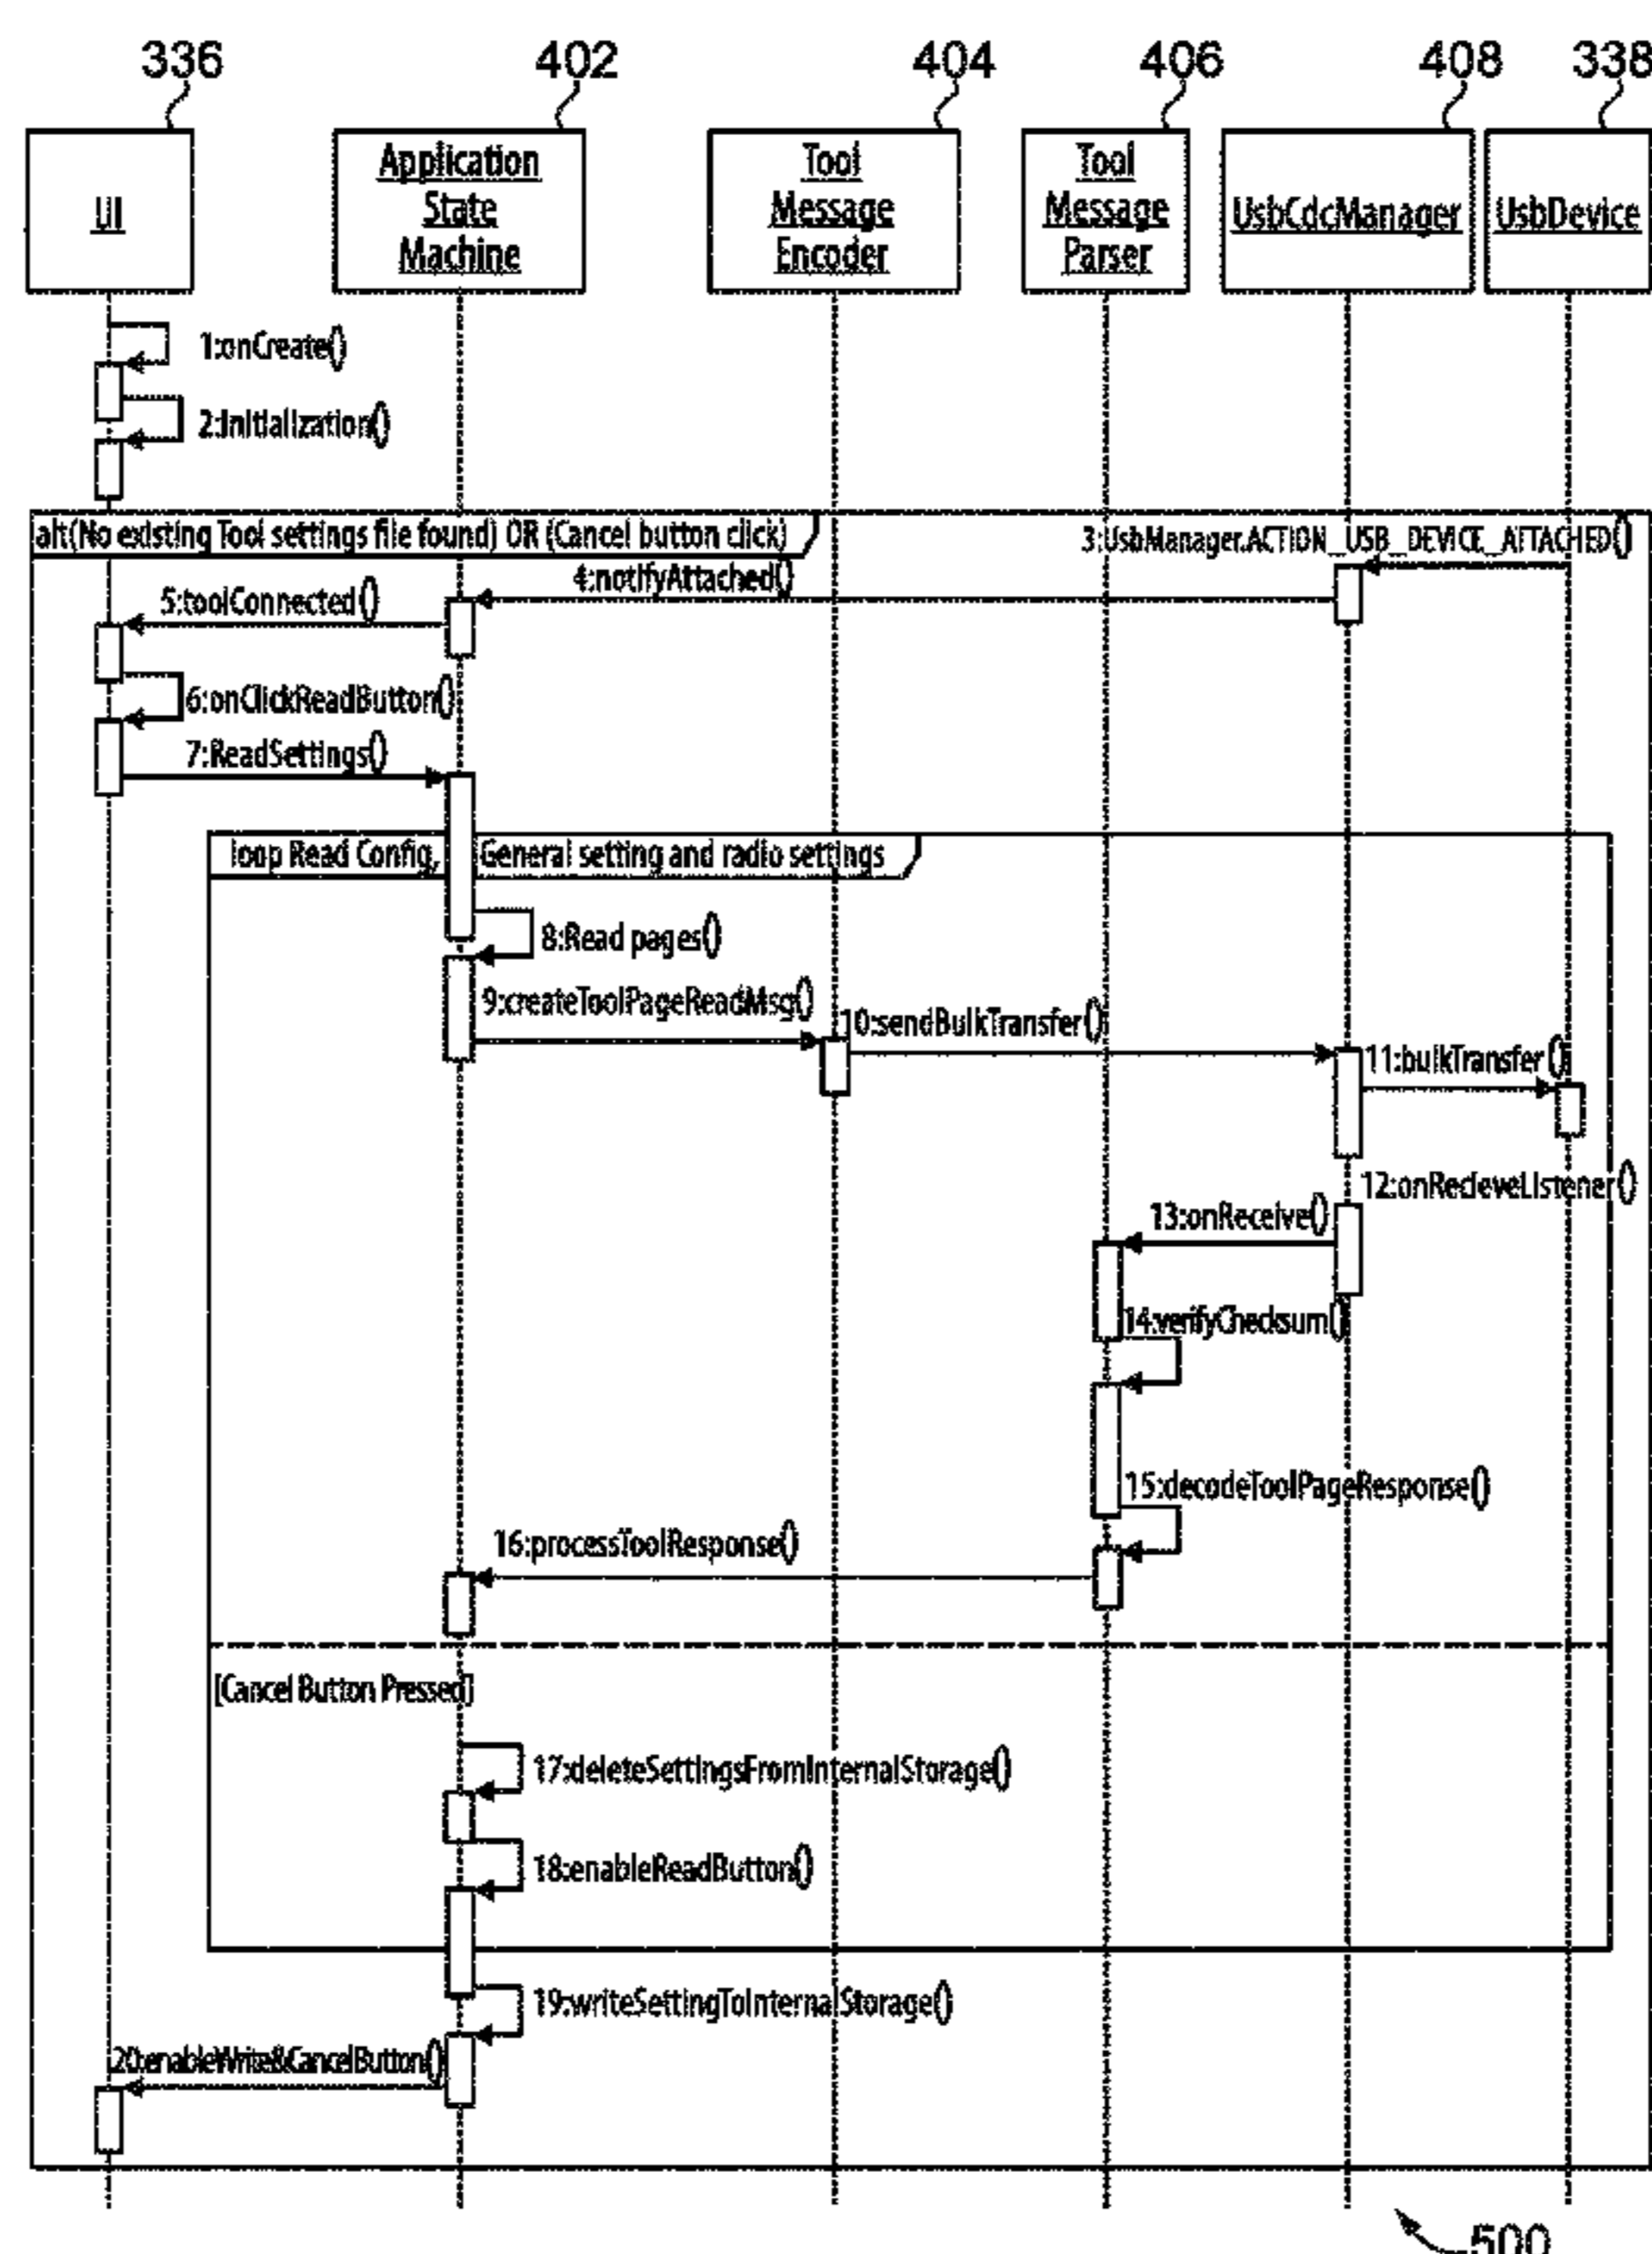 336 402 404 406 408 338
UI
Application
State
Machine
Tool
Message
Encoder
Tool
Message
Parser
UsbCdcManager
UsbDevice
1:onCreate()
2:Initialization()
alt(No existing Tool settings file found) OR (Cancel button click)
3:UsbManager.ACTION_USB_DEVICE_ATTACHED()
4:notifyAttached()
5:toolConnected()
6:onClickReadButton()
7:ReadSettings()
loop Read Config, General setting and radio settings
8:Read pages()
9:createToolPageReadMsg()
10:sendBulkTransfer()
11:bulkTransfer()
12:onRecieveListener()
13:onReceive()
14:verifyChecksum()
15:decodeToolPageResponse()
16:processToolResponse()
[Cancel Button Pressed]
17:deleteSettingsFromInternalStorage()
18:enableReadButton()
19:writeSettingToInternalStorage()
20:enableWrite&CancelButton()
500